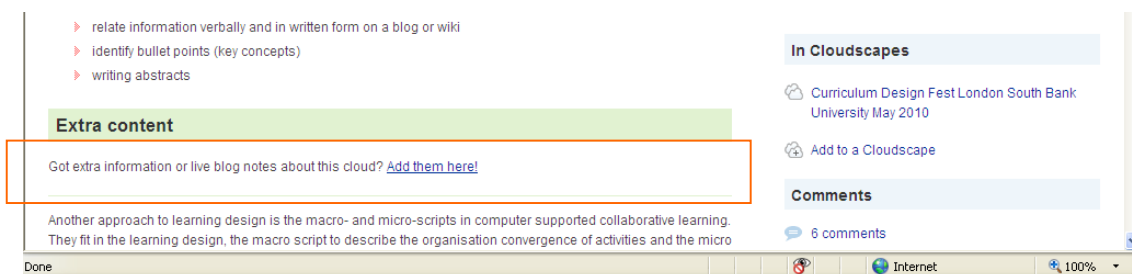 relate information verbally and in written form on a blog or wiki
identify bullet points (key concepts)
writing abstracts
Extra content
Got extra information or live blog notes about this cloud? Add them here!
Another approach to learning design is the macro- and micro-scripts in computer supported collaborative learning.
They fit in the learning design, the macro script to describe the organisation convergence of activities and the micro
In Cloudscapes
Curriculum Design Fest London South Bank
University May 2010
Add to a Cloudscape
Comments
6 comments
Done
Internet
100%